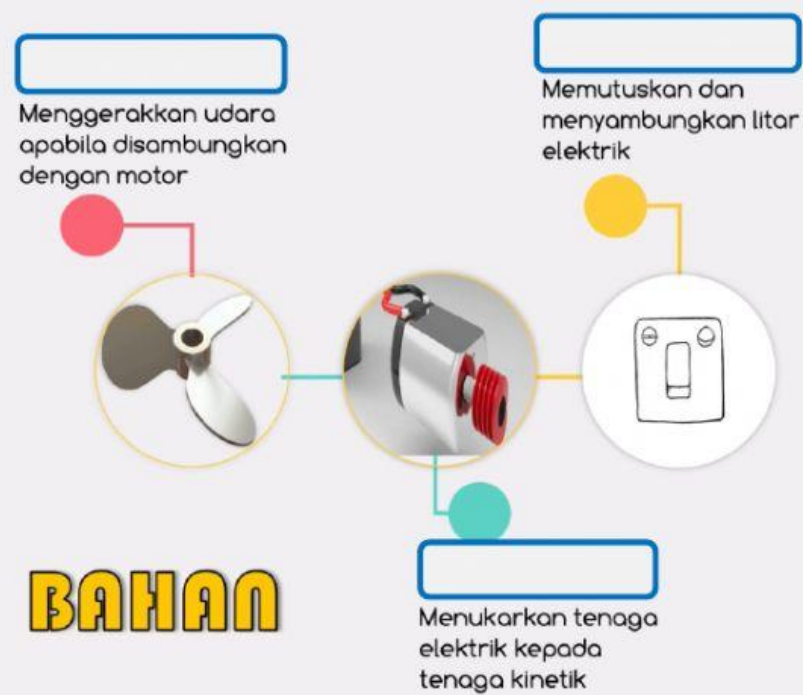 Menggerakkan udara
apabila disambungkan
dengan motor
Memutuskan dan
menyambungkan litar
elektrik
BAHAN
Menukarkan tenaga
elektrik kepada
tenaga kinetik